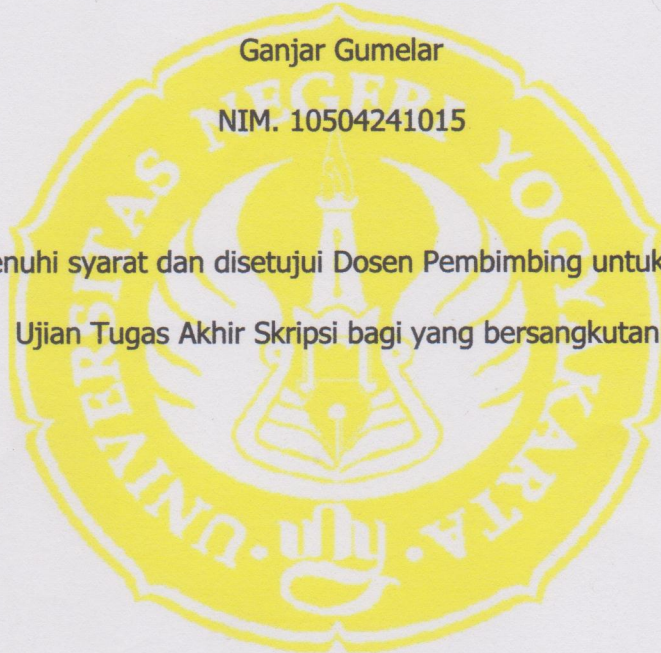 Ganjar Gumelar
NIM. 10504241015
enuhi syarat dan disetujui Dosen Pembimbing untuk
Ujian Tugas Akhir Skripsi bagi yang bersangkutan
UNIVERSITAS NEGERI YOGYAKARTA
uny